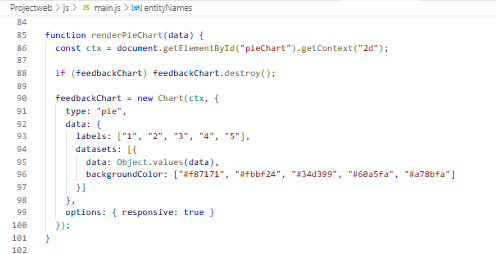 Projectweb > js > JS main.js > entityNames
84
85 function renderPieChart(data) {
86   const ctx = document.getElementById("pieChart").getContext("2d");
87
88   if (feedbackChart) feedbackChart.destroy();
89
90   feedbackChart = new Chart(ctx, {
91     type: "pie",
92     data: {
93       labels: ["1", "2", "3", "4", "5"],
94       datasets: [{
95         data: Object.values(data),
96         backgroundColor: ["#f87171", "#fbbf24", "#34d399", "#60a5fa", "#a78bfa"]
97       }]
98     },
99     options: { responsive: true }
100   });
101 }
102